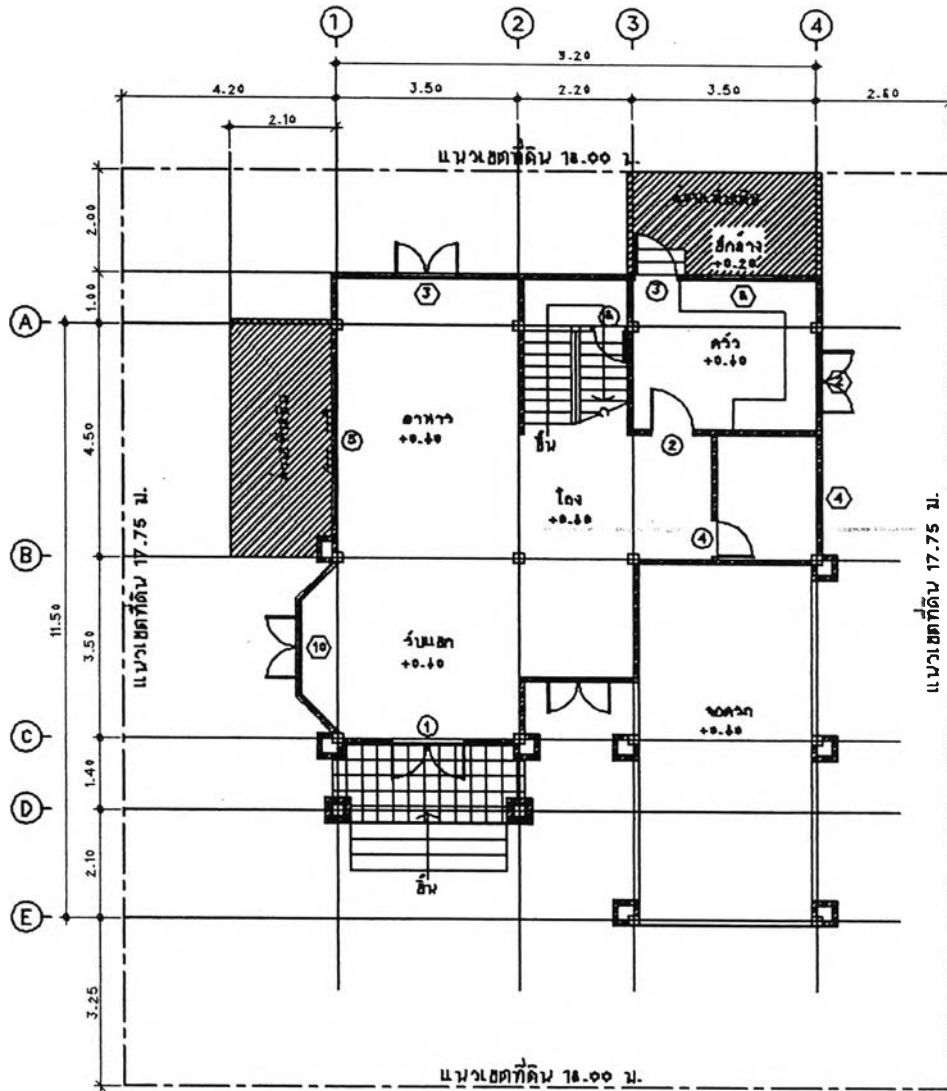 1 2 3 4
9.20
4.20 3.50 2.20 3.50 2.80
2.10
แนวเขตที่ดิน 18.00 ม.
2.00
ซักล้าง
+0.20
1.00
3 3 8
A
8
ครัว
+0.60
2
อาหาร
+0.60
5
4.50
ขึ้น
2
โถง
+0.60
4
4
B
แนวเขตที่ดิน 17.75 ม.
แนวเขตที่ดิน 17.75 ม.
11.50
3.50
10
รับแขก
+0.60
1
จอดรถ
+0.60
C
1.40
D
ขึ้น
2.10
E
3.25
แนวเขตที่ดิน 18.00 ม.